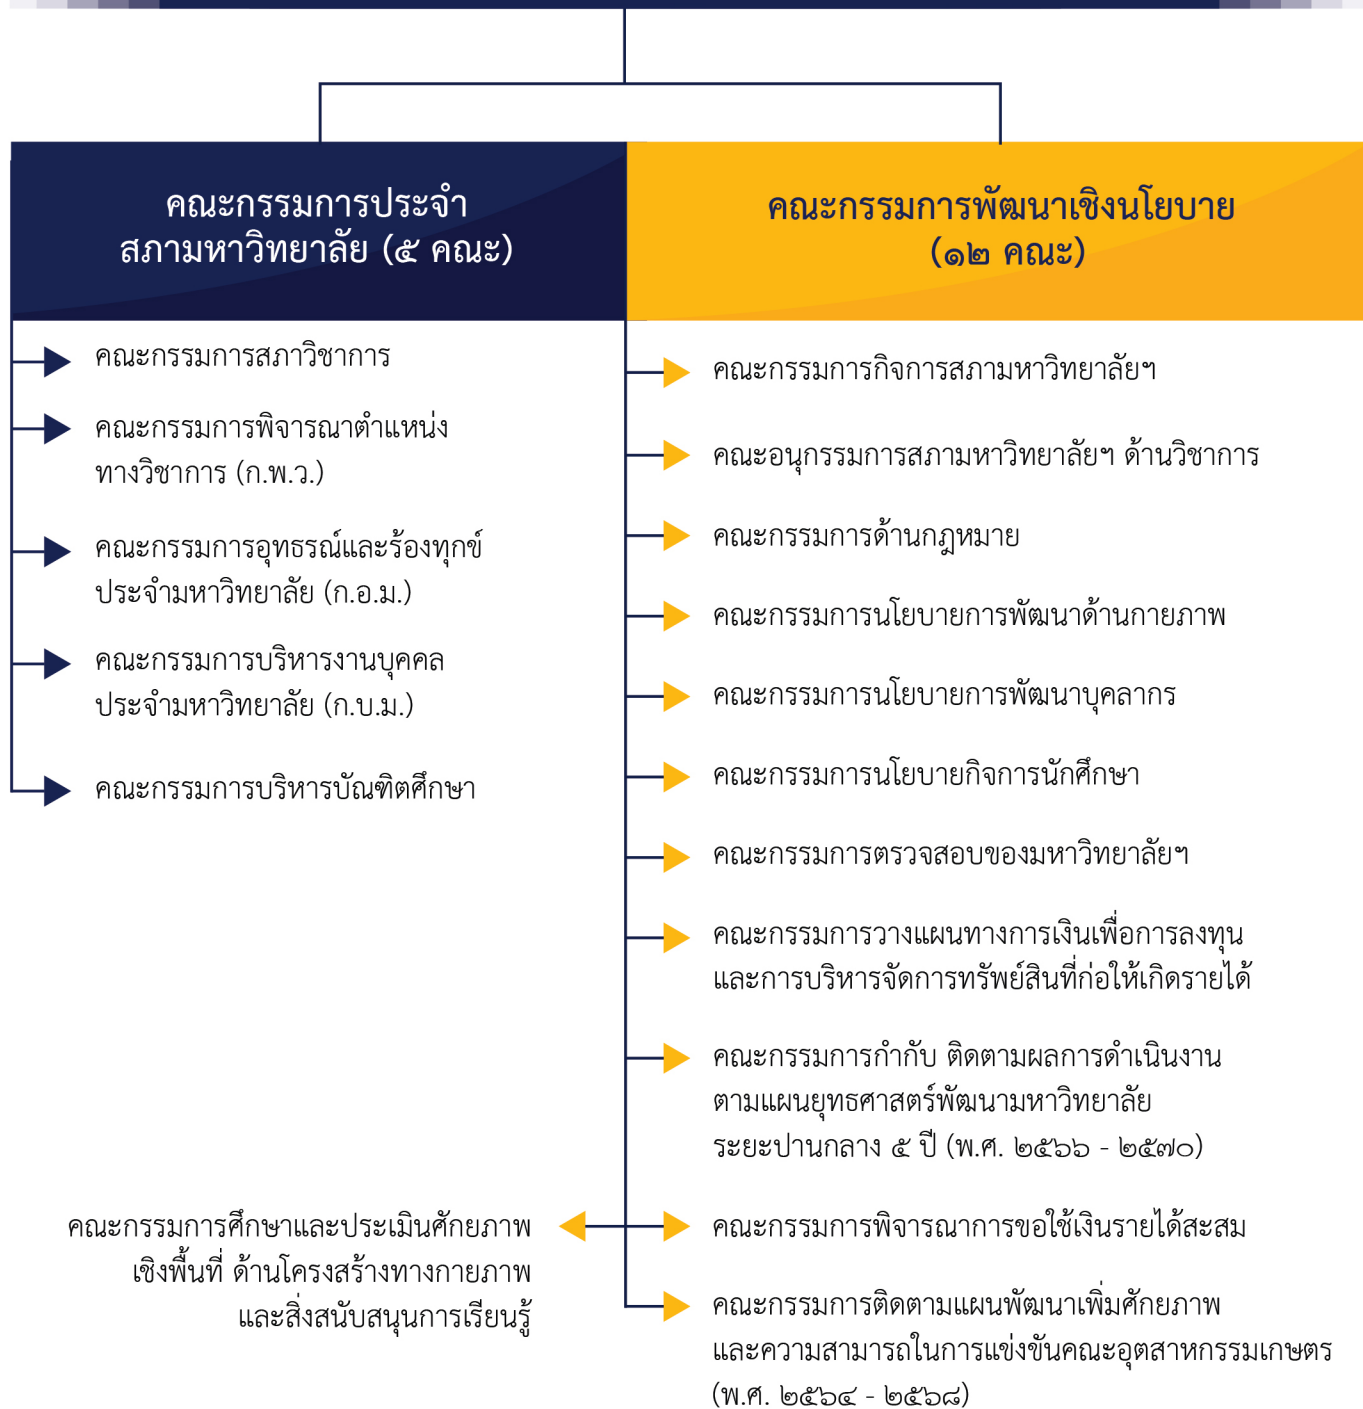 คณะกรรมการประจำ
สภามหาวิทยาลัย (๕ คณะ)
คณะกรรมการสภาวิชาการ
คณะกรรมการพิจารณาตำแหน่ง
ทางวิชาการ (ก.พ.ว.)
คณะกรรมการอุทธรณ์และร้องทุกข์
ประจำมหาวิทยาลัย (ก.อ.ม.)
คณะกรรมการบริหารงานบุคคล
ประจำมหาวิทยาลัย (ก.บ.ม.)
คณะกรรมการบริหารบัณฑิตศึกษา
คณะกรรมการพัฒนาเชิงนโยบาย
(๑๒ คณะ)
คณะกรรมการกิจการสภามหาวิทยาลัยฯ
คณะอนุกรรมการสภามหาวิทยาลัยฯ ด้านวิชาการ
คณะกรรมการด้านกฎหมาย
คณะกรรมการนโยบายการพัฒนาด้านกายภาพ
คณะกรรมการนโยบายการพัฒนาบุคลากร
คณะกรรมการนโยบายกิจการนักศึกษา
คณะกรรมการตรวจสอบของมหาวิทยาลัยฯ
คณะกรรมการวางแผนทางการเงินเพื่อการลงทุน
และการบริหารจัดการทรัพย์สินที่ก่อให้เกิดรายได้
คณะกรรมการกำกับ ติดตามผลการดำเนินงาน
ตามแผนยุทธศาสตร์พัฒนามหาวิทยาลัย
ระยะปานกลาง ๕ ปี (พ.ศ. ๒๕๖๖ - ๒๕๗๐)
คณะกรรมการศึกษาและประเมินศักยภาพ
เชิงพื้นที่ ด้านโครงสร้างทางกายภาพ
และสิ่งสนับสนุนการเรียนรู้
คณะกรรมการพิจารณาการขอใช้เงินรายได้สะสม
คณะกรรมการติดตามแผนพัฒนาเพิ่มศักยภาพ
และความสามารถในการแข่งขันคณะอุตสาหกรรมเกษตร
(พ.ศ. ๒๕๖๔ - ๒๕๖๘)